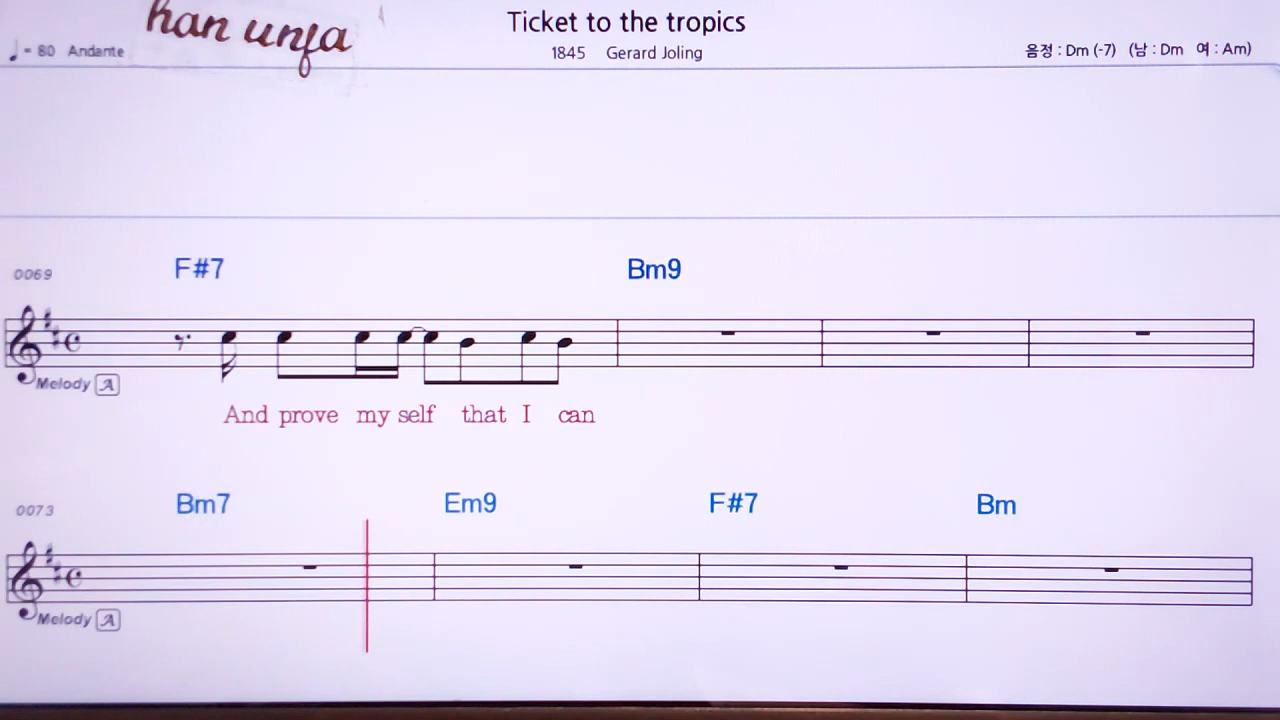 han unfa
Ticket to the tropics
♩ = 80 Andante
1845 Gerard Joling
음정 : Dm (-7) (남 : Dm 여 : Am)
0069 F#7 Bm9
Melody A
And prove my self that I can
0073 Bm7 Em9 F#7 Bm
Melody A